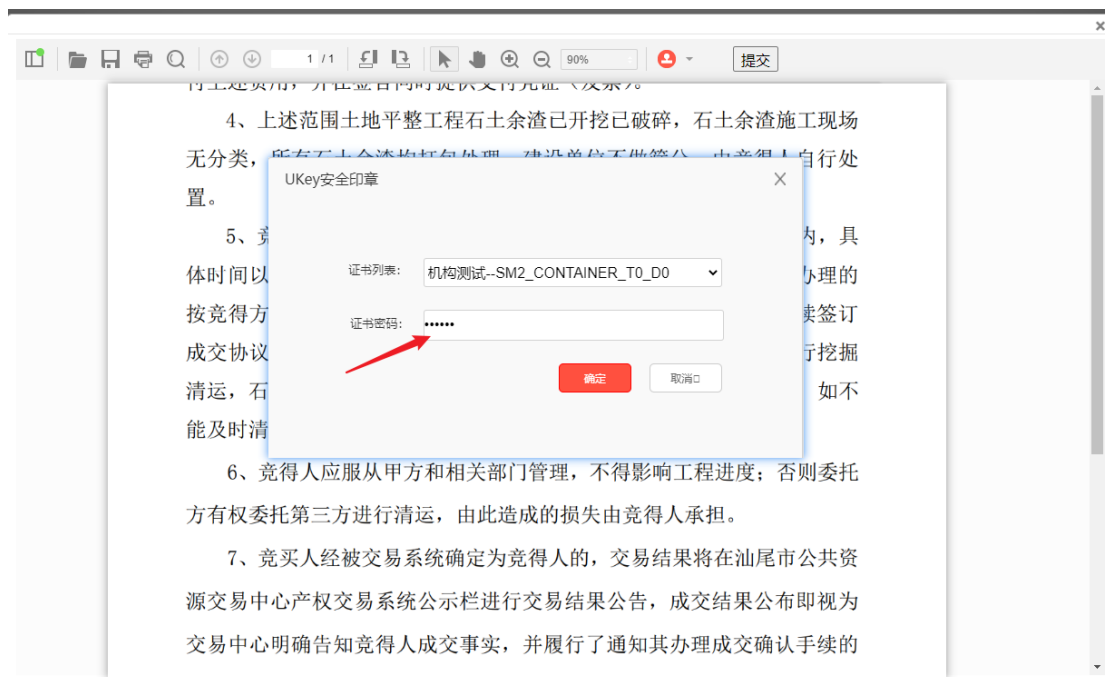 1 / 1
90%
提交
4、上述范围土地平整工程石土余渣已开挖已破碎，石土余渣施工现场
无分类，
自行处
置。
UKey安全印章
5、
内，具
体时间以
办理的
证书列表：
机构测试--SM2_CONTAINER_T0_D0
按竞得方
续签订
证书密码：
••••••
成交协议
行挖掘
确定
取消
清运，石
如不
能及时清
6、竞得人应服从甲方和相关部门管理，不得影响工程进度；否则委托
方有权委托第三方进行清运，由此造成的损失由竞得人承担。
7、竞买人经被交易系统确定为竞得人的，交易结果将在汕尾市公共资
源交易中心产权交易系统公示栏进行交易结果公告，成交结果公布即视为
交易中心明确告知竞得人成交事实，并履行了通知其办理成交确认手续的